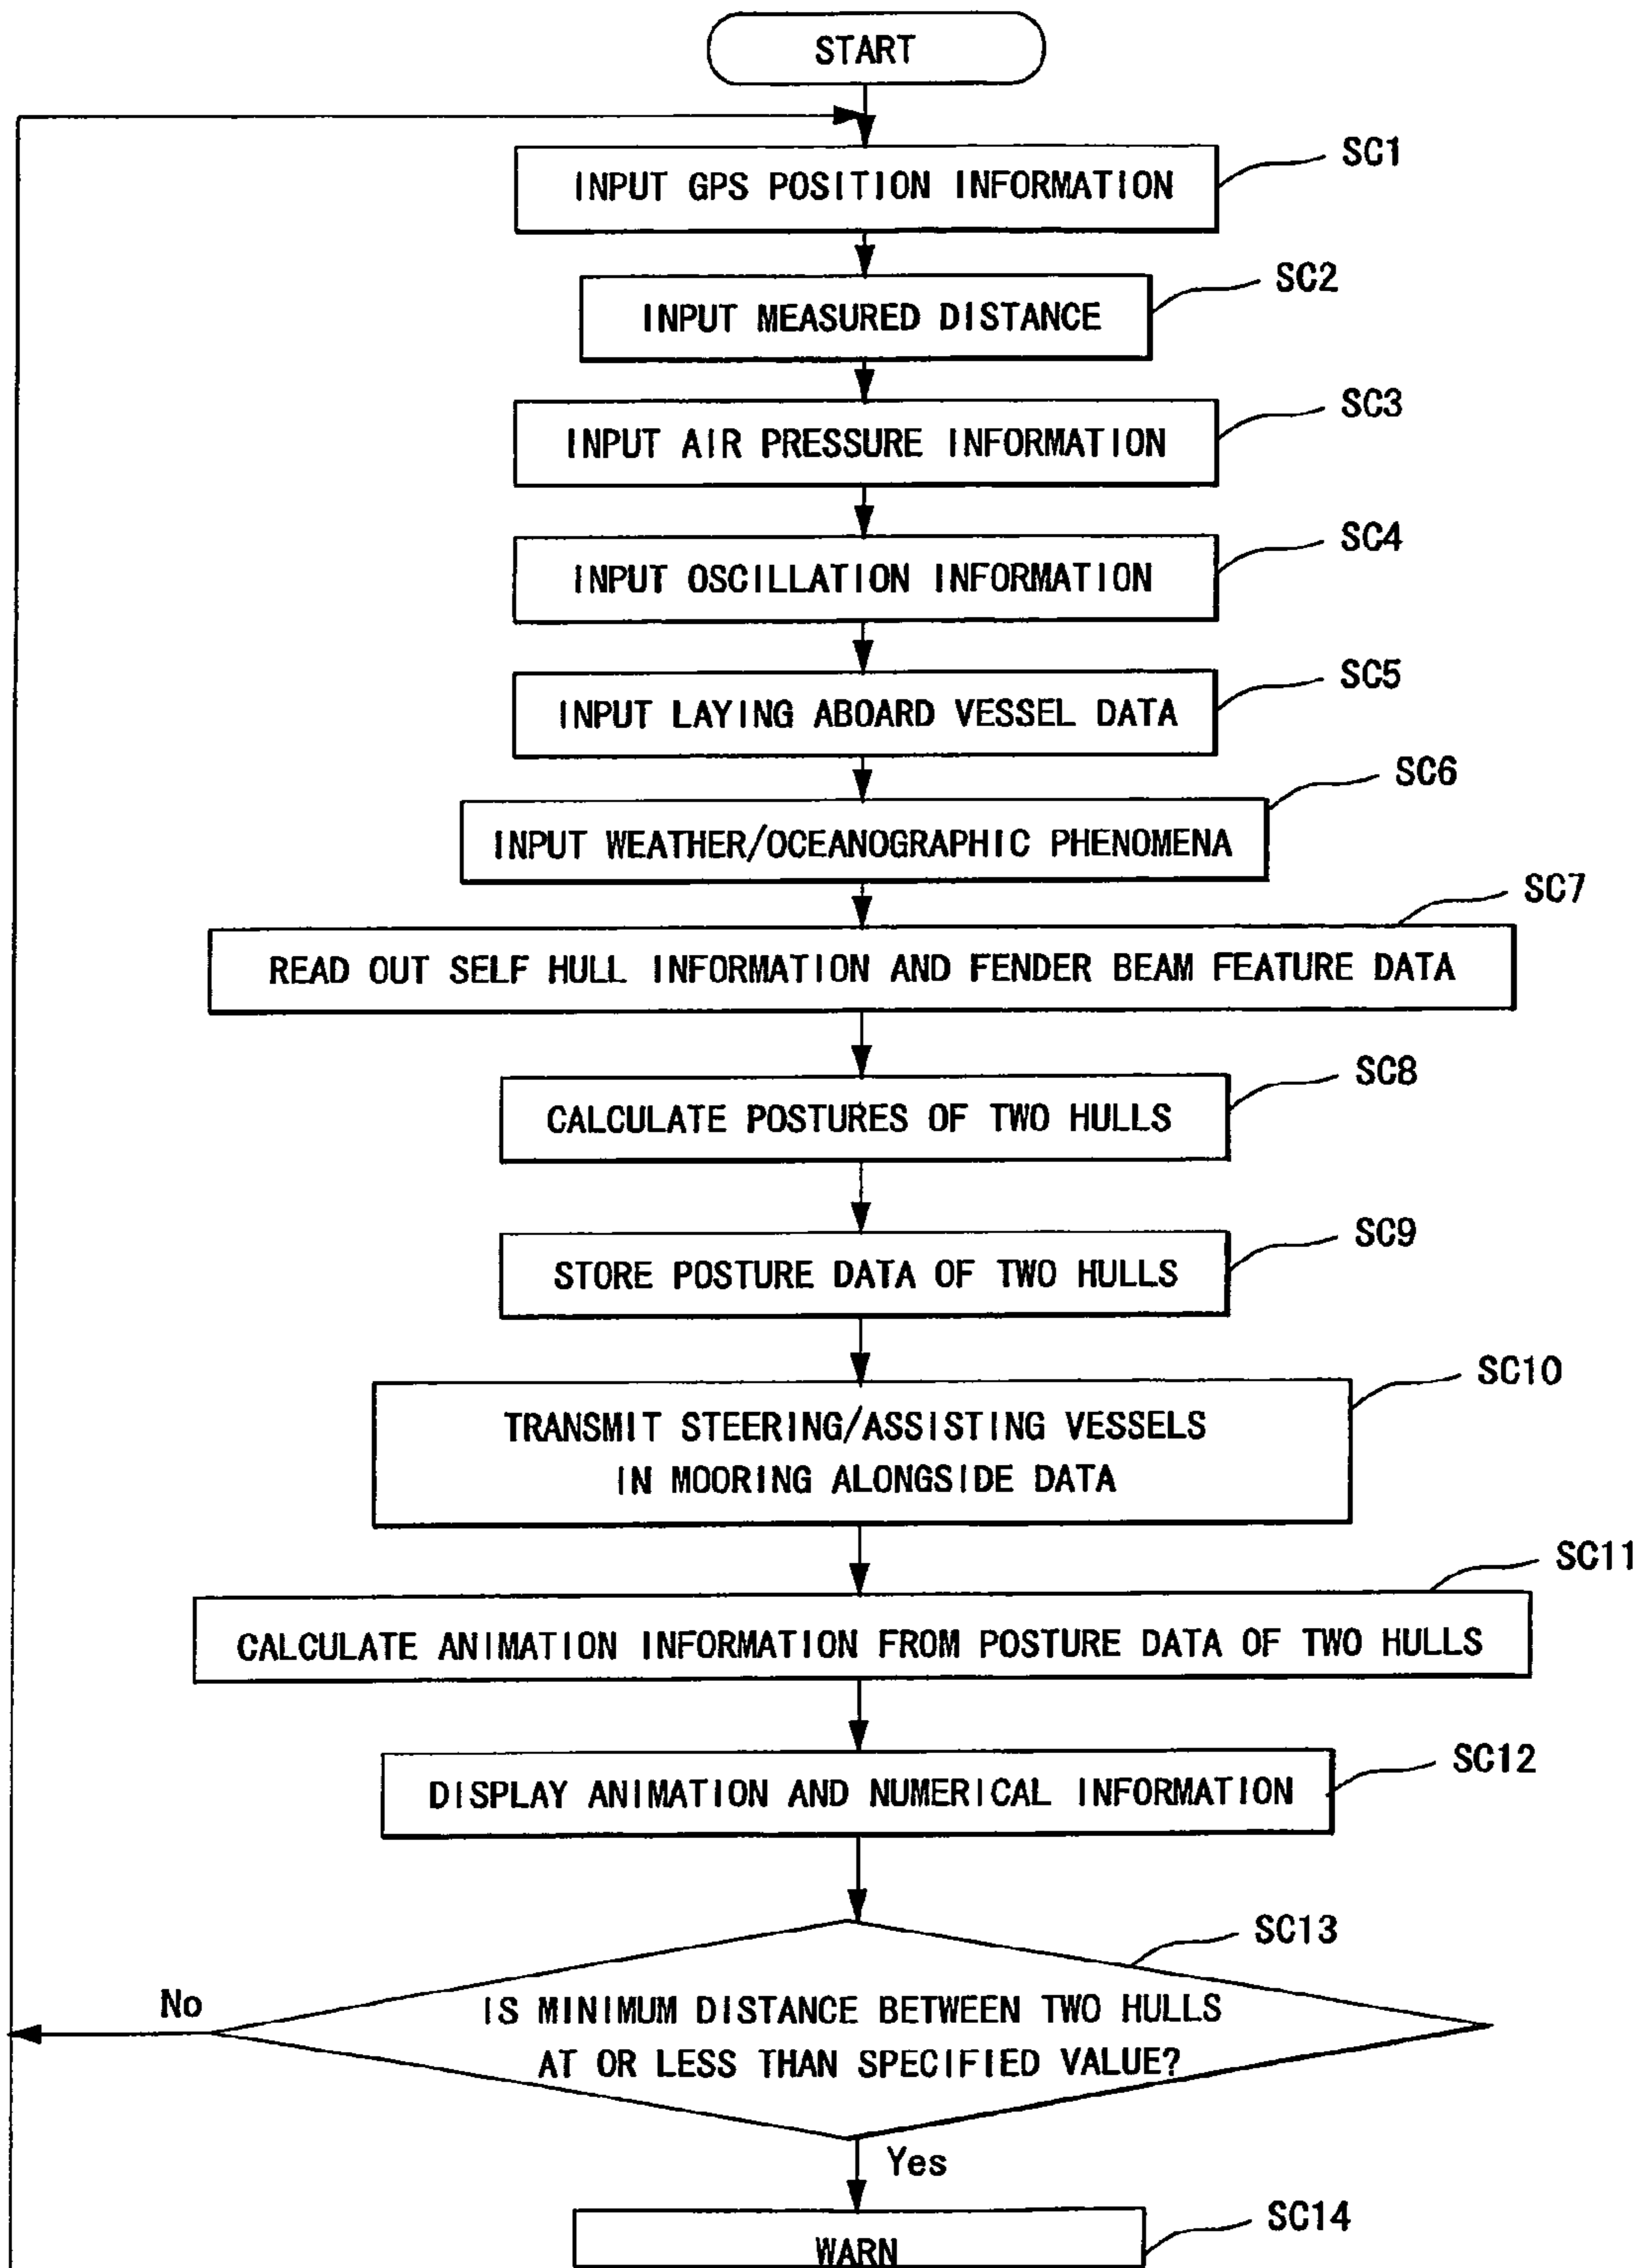 START
SC1
INPUT GPS POSITION INFORMATION
SC2
INPUT MEASURED DISTANCE
SC3
INPUT AIR PRESSURE INFORMATION
SC4
INPUT OSCILLATION INFORMATION
SC5
INPUT LAYING ABOARD VESSEL DATA
SC6
INPUT WEATHER/OCEANOGRAPHIC PHENOMENA
SC7
READ OUT SELF HULL INFORMATION AND FENDER BEAM FEATURE DATA
SC8
CALCULATE POSTURES OF TWO HULLS
SC9
STORE POSTURE DATA OF TWO HULLS
SC10
TRANSMIT STEERING/ASSISTING VESSELS
IN MOORING ALONGSIDE DATA
SC11
CALCULATE ANIMATION INFORMATION FROM POSTURE DATA OF TWO HULLS
SC12
DISPLAY ANIMATION AND NUMERICAL INFORMATION
SC13
No
IS MINIMUM DISTANCE BETWEEN TWO HULLS
AT OR LESS THAN SPECIFIED VALUE?
Yes
SC14
WARN